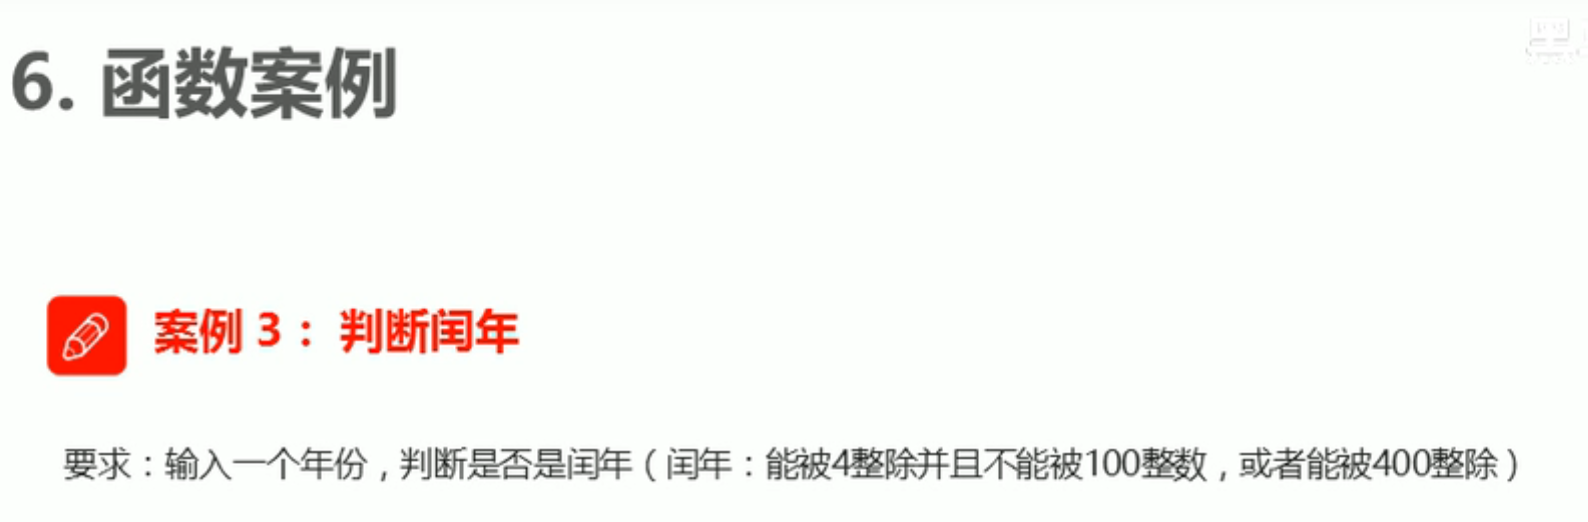 黑
6. 函数案例
案例 3： 判断闰年
要求：输入一个年份，判断是否是闰年（闰年：能被4整除并且不能被100整数，或者能被400整除）